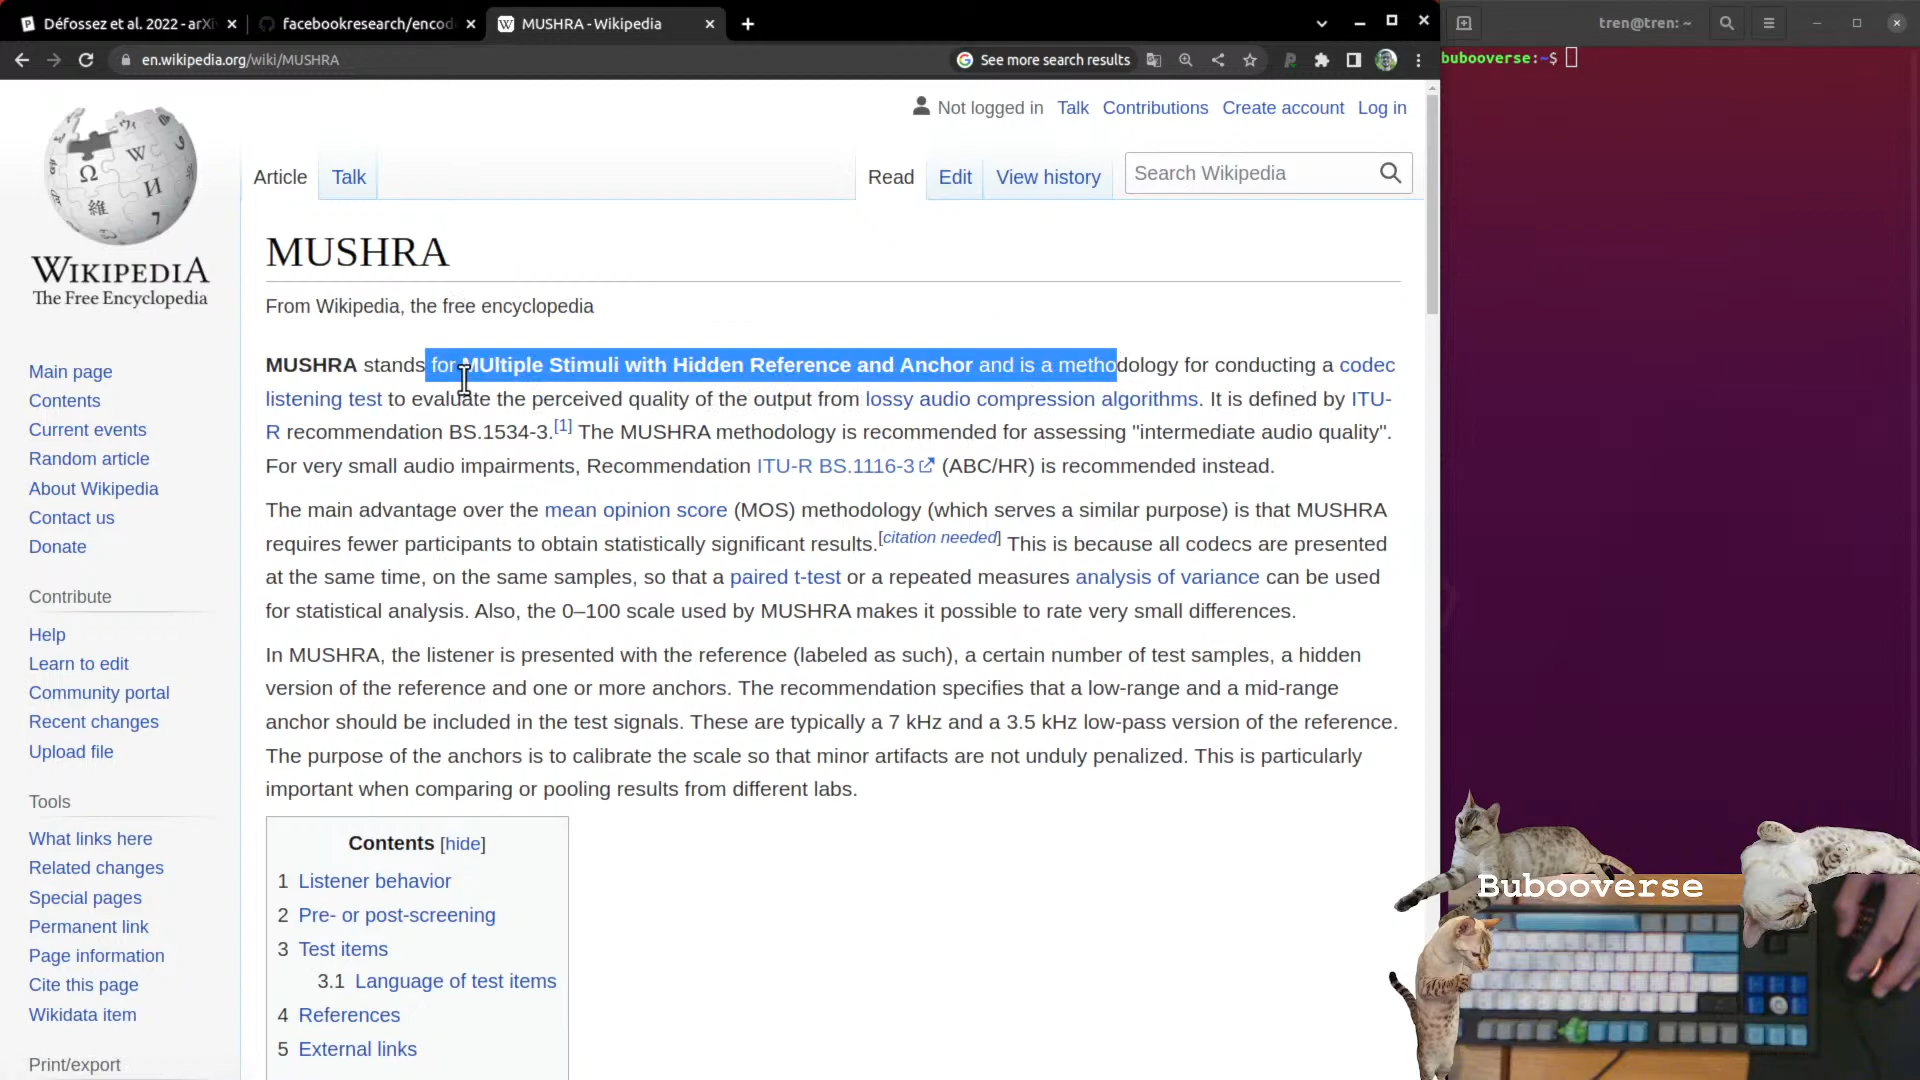 Défossez et al. 2022 - arXi
facebookresearch/encod
MUSHRA - Wikipedia
tren@tren: ~
en.wikipedia.org/wiki/MUSHRA
See more search results
bubooverse:~$
Not logged in Talk Contributions Create account Log in
Article Talk Read Edit View history Search Wikipedia
WIKIPEDIA
The Free Encyclopedia
Main page
Contents
Current events
Random article
About Wikipedia
Contact us
Donate
Contribute
Help
Learn to edit
Community portal
Recent changes
Upload file
Tools
What links here
Related changes
Special pages
Permanent link
Page information
Cite this page
Wikidata item
Print/export
MUSHRA
From Wikipedia, the free encyclopedia
MUSHRA stands for MUltiple Stimuli with Hidden Reference and Anchor and is a methodology for conducting a codec
listening test to evaluate the perceived quality of the output from lossy audio compression algorithms. It is defined by ITU-
R recommendation BS.1534-3.[1] The MUSHRA methodology is recommended for assessing "intermediate audio quality".
For very small audio impairments, Recommendation ITU-R BS.1116-3 (ABC/HR) is recommended instead.
The main advantage over the mean opinion score (MOS) methodology (which serves a similar purpose) is that MUSHRA
requires fewer participants to obtain statistically significant results.[citation needed] This is because all codecs are presented
at the same time, on the same samples, so that a paired t-test or a repeated measures analysis of variance can be used
for statistical analysis. Also, the 0–100 scale used by MUSHRA makes it possible to rate very small differences.
In MUSHRA, the listener is presented with the reference (labeled as such), a certain number of test samples, a hidden
version of the reference and one or more anchors. The recommendation specifies that a low-range and a mid-range
anchor should be included in the test signals. These are typically a 7 kHz and a 3.5 kHz low-pass version of the reference.
The purpose of the anchors is to calibrate the scale so that minor artifacts are not unduly penalized. This is particularly
important when comparing or pooling results from different labs.
Contents [hide]
1 Listener behavior
2 Pre- or post-screening
3 Test items
3.1 Language of test items
4 References
5 External links
Bubooverse